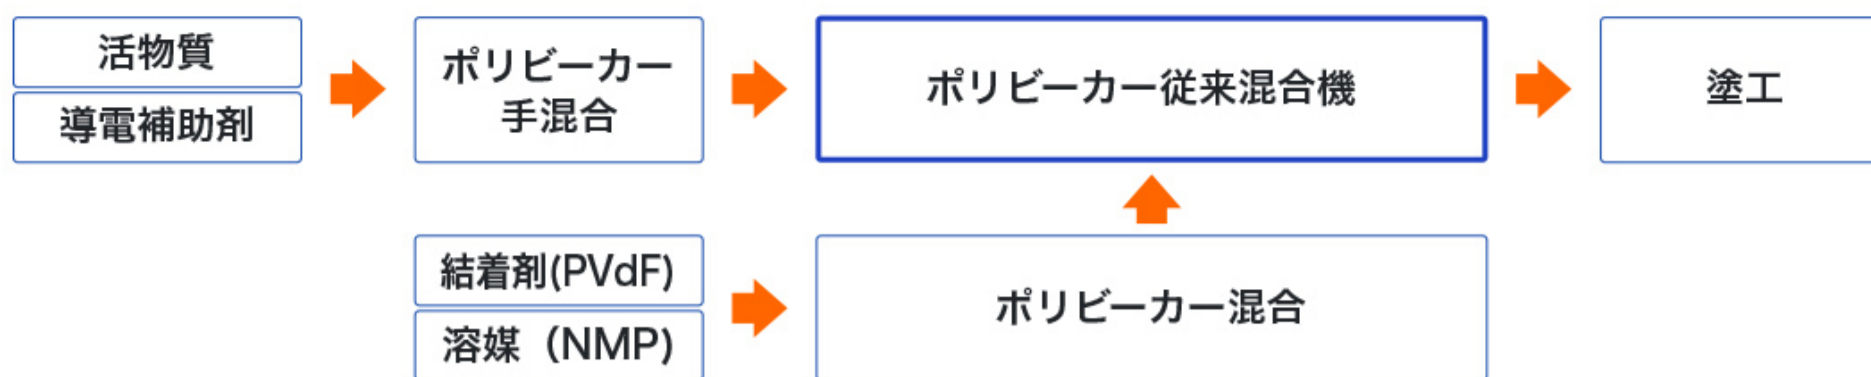 活物質
導電補助剤
ポリビーカー
手混合
ポリビーカー従来混合機
塗工
結着剤(PVdF)
溶媒（NMP)
ポリビーカー混合